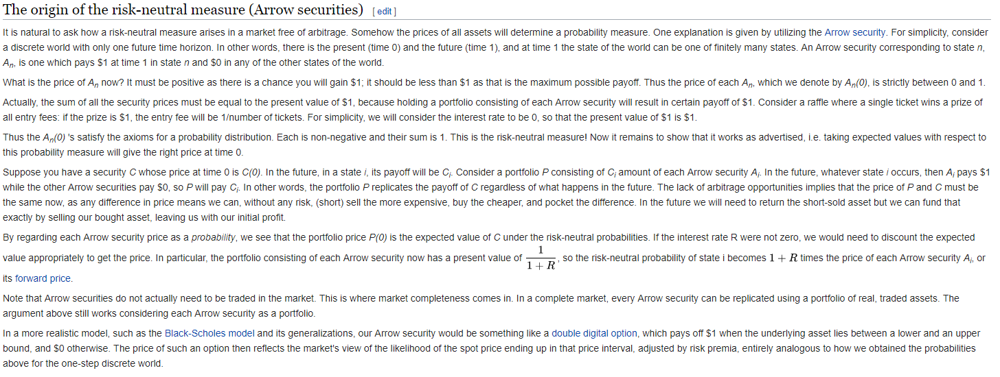 The origin of the risk-neutral measure (Arrow securities) [ edit ]
It is natural to ask how a risk-neutral measure arises in a market free of arbitrage. Somehow the prices of all assets will determine a probability measure. One explanation is given by utilizing the Arrow security. For simplicity, consider
a discrete world with only one future time horizon. In other words, there is the present (time 0) and the future (time 1), and at time 1 the state of the world can be one of finitely many states. An Arrow security corresponding to state n,
Aₙ, is one which pays $1 at time 1 in state n and $0 in any of the other states of the world.
What is the price of Aₙ now? It must be positive as there is a chance you will gain $1; it should be less than $1 as that is the maximum possible payoff. Thus the price of each Aₙ, which we denote by Aₙ(0), is strictly between 0 and 1.
Actually, the sum of all the security prices must be equal to the present value of $1, because holding a portfolio consisting of each Arrow security will result in certain payoff of $1. Consider a raffle where a single ticket wins a prize of
all entry fees: if the prize is $1, the entry fee will be 1/number of tickets. For simplicity, we will consider the interest rate to be 0, so that the present value of $1 is $1.
Thus the Aₙ(0) 's satisfy the axioms for a probability distribution. Each is non-negative and their sum is 1. This is the risk-neutral measure! Now it remains to show that it works as advertised, i.e. taking expected values with respect to
this probability measure will give the right price at time 0.
Suppose you have a security C whose price at time 0 is C(0). In the future, in a state i, its payoff will be Cᵢ. Consider a portfolio P consisting of Cᵢ amount of each Arrow security Aᵢ. In the future, whatever state i occurs, then Aᵢ pays $1
while the other Arrow securities pay $0, so P will pay Cᵢ. In other words, the portfolio P replicates the payoff of C regardless of what happens in the future. The lack of arbitrage opportunities implies that the price of P and C must be
the same now, as any difference in price means we can, without any risk, (short) sell the more expensive, buy the cheaper, and pocket the difference. In the future we will need to return the short-sold asset but we can fund that
exactly by selling our bought asset, leaving us with our initial profit.
By regarding each Arrow security price as a probability, we see that the portfolio price P(0) is the expected value of C under the risk-neutral probabilities. If the interest rate R were not zero, we would need to discount the expected
value appropriately to get the price. In particular, the portfolio consisting of each Arrow security now has a present value of 1/(1 + R), so the risk-neutral probability of state i becomes 1 + R times the price of each Arrow security Aᵢ, or
its forward price.
Note that Arrow securities do not actually need to be traded in the market. This is where market completeness comes in. In a complete market, every Arrow security can be replicated using a portfolio of real, traded assets. The
argument above still works considering each Arrow security as a portfolio.
In a more realistic model, such as the Black-Scholes model and its generalizations, our Arrow security would be something like a double digital option, which pays off $1 when the underlying asset lies between a lower and an upper
bound, and $0 otherwise. The price of such an option then reflects the market's view of the likelihood of the spot price ending up in that price interval, adjusted by risk premia, entirely analogous to how we obtained the probabilities
above for the one-step discrete world.